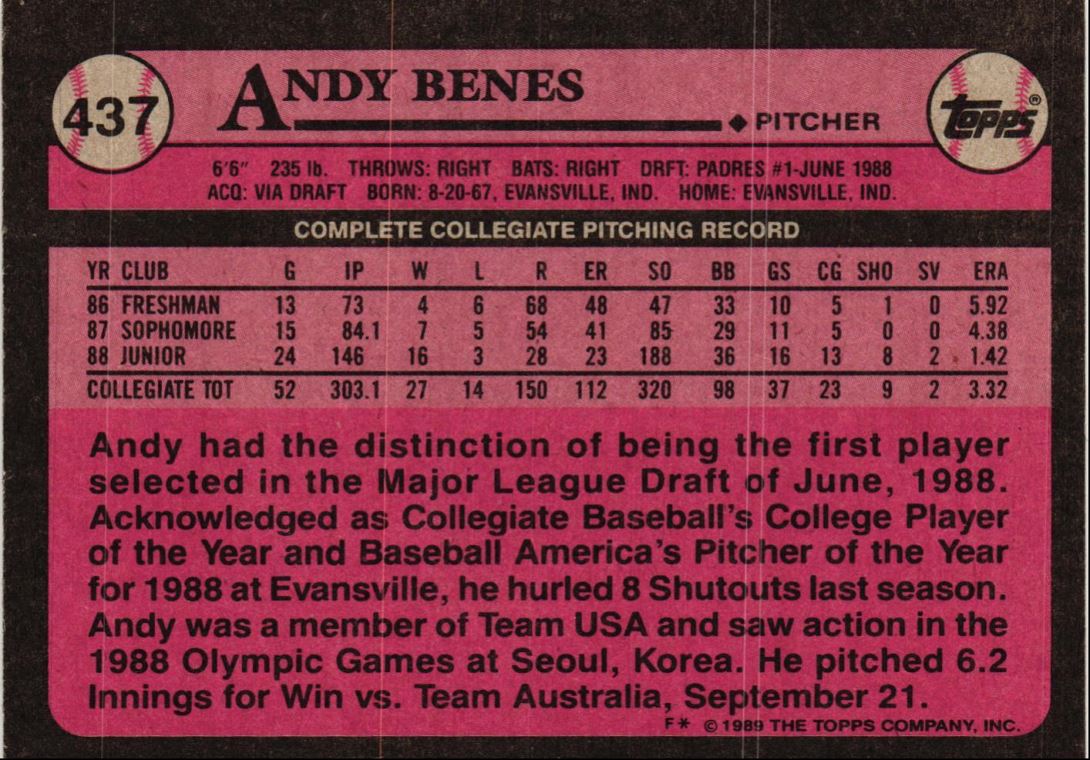 437
ANDY BENES
TOPPS®
◆ PITCHER
6'6" 235 lb. THROWS: RIGHT BATS: RIGHT DRFT: PADRES #1-JUNE 1988
ACQ: VIA DRAFT BORN: 8-20-67, EVANSVILLE, IND. HOME: EVANSVILLE, IND.
COMPLETE COLLEGIATE PITCHING RECORD
YR CLUB G IP W L R ER SO BB GS CG SHO SV ERA
86 FRESHMAN 13 73 4 6 68 48 47 33 10 5 1 0 5.92
87 SOPHOMORE 15 84.1 7 5 54 41 85 29 11 5 0 0 4.38
88 JUNIOR 24 146 16 3 28 23 188 36 16 13 8 2 1.42
COLLEGIATE TOT 52 303.1 27 14 150 112 320 98 37 23 9 2 3.32
Andy had the distinction of being the first player
selected in the Major League Draft of June, 1988.
Acknowledged as Collegiate Baseball's College Player
of the Year and Baseball America's Pitcher of the Year
for 1988 at Evansville, he hurled 8 Shutouts last season.
Andy was a member of Team USA and saw action in the
1988 Olympic Games at Seoul, Korea. He pitched 6.2
Innings for Win vs. Team Australia, September 21.
F* © 1989 THE TOPPS COMPANY, INC.